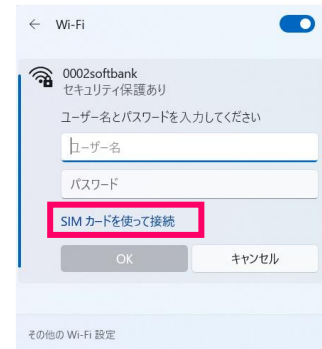 Wi-Fi
0002softbank
セキュリティ保護あり
ユーザー名とパスワードを入力してください
ユーザー名
パスワード
SIM カードを使って接続
OK キャンセル
その他の Wi-Fi 設定